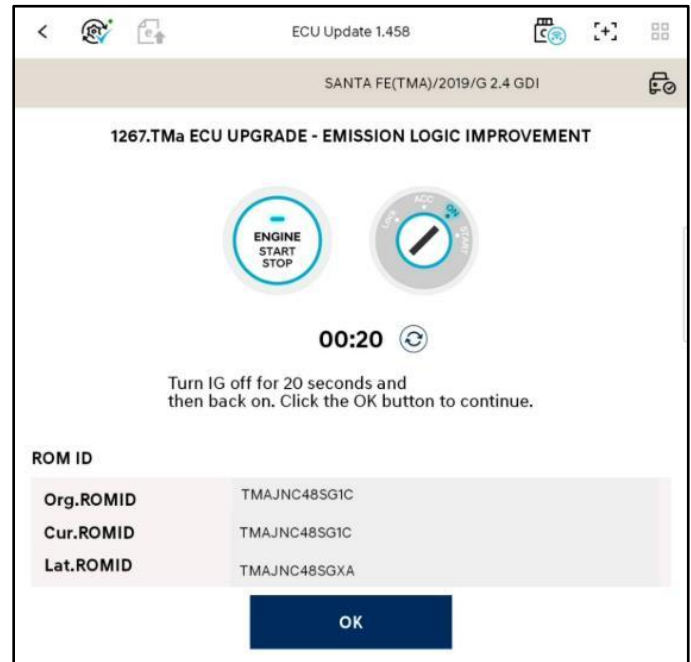 ECU Update 1.458
SANTA FE(TMA)/2019/G 2.4 GDI
1267.TMa ECU UPGRADE - EMISSION LOGIC IMPROVEMENT
ENGINE
START
STOP
LOCK
ACC
ON
START
00:20
Turn IG off for 20 seconds and
then back on. Click the OK button to continue.
ROM ID
Org.ROMID TMAJNC48SG1C
Cur.ROMID TMAJNC48SG1C
Lat.ROMID TMAJNC48SGXA
OK